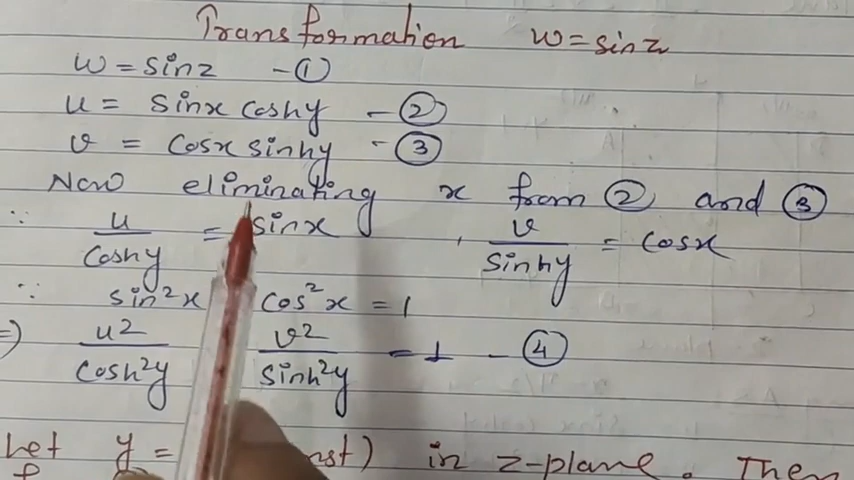 Transformation w = sinz
w = sinz - ①
u = sinx coshy - ②
v = cosx sinhy - ③
Now eliminating x from ② and ③
∵ u/coshy = sinx , v/sinhy = cosx
∵ sin²x cos²x = 1
=) u²/cosh²y v²/sinh²y = 1 - ④
Let y = nst) in z-plane. Then